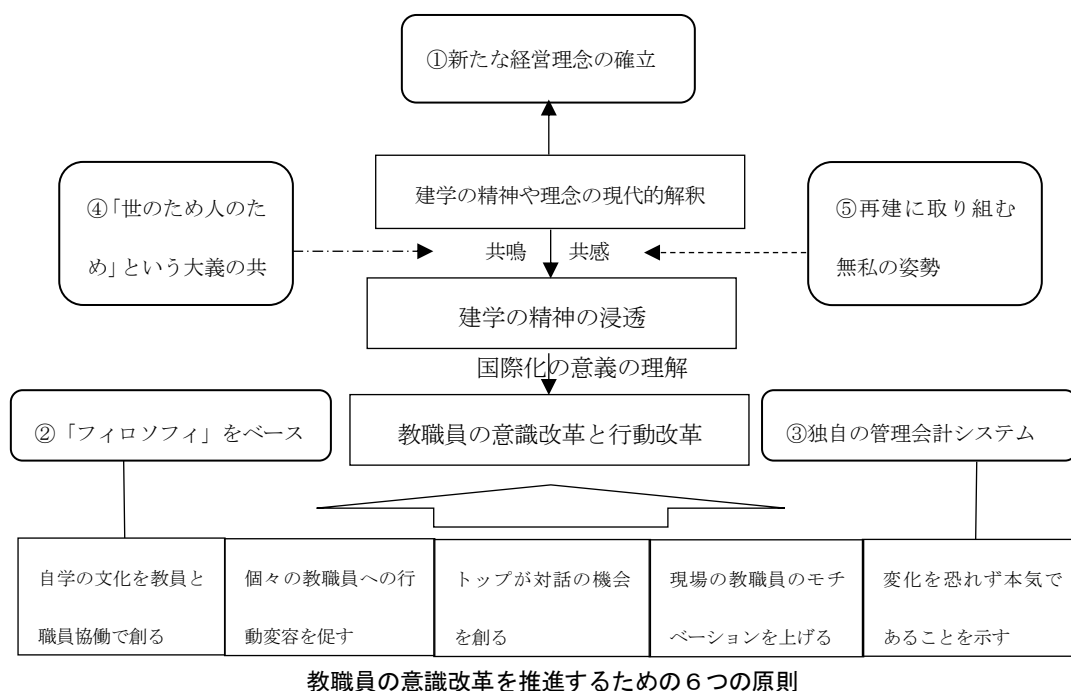 ①新たな経営理念の確立
建学の精神や理念の現代的解釈
④「世のため人のた
め」という大義の共
⑤再建に取り組む
無私の姿勢
共鳴
共感
建学の精神の浸透
国際化の意義の理解
②「フィロソフィ」をベース
教職員の意識改革と行動改革
③独自の管理会計システム
自学の文化を教員と
職員協働で創る
個々の教職員への行
動変容を促す
トップが対話の機会
を創る
現場の教職員のモチ
ベーションを上げる
変化を恐れず本気で
あることを示す
教職員の意識改革を推進するための6つの原則